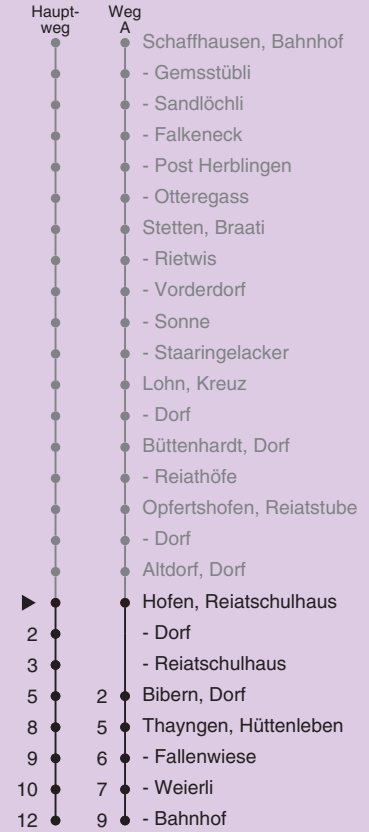 Haupt- Weg
weg A
Schaffhausen, Bahnhof
- Gemsstübli
- Sandlöchli
- Falkeneck
- Post Herblingen
- Otteregass
Stetten, Braati
- Rietwis
- Vorderdorf
- Sonne
- Staaringelacker
Lohn, Kreuz
- Dorf
Büttenhardt, Dorf
- Reiathöfe
Opfertshofen, Reiatstube
- Dorf
Altdorf, Dorf
Hofen, Reiatschulhaus
2 - Dorf
3 - Reiatschulhaus
5 2 Bibern, Dorf
8 5 Thayngen, Hüttenleben
9 6 - Fallenwiese
10 7 - Weierli
12 9 - Bahnhof